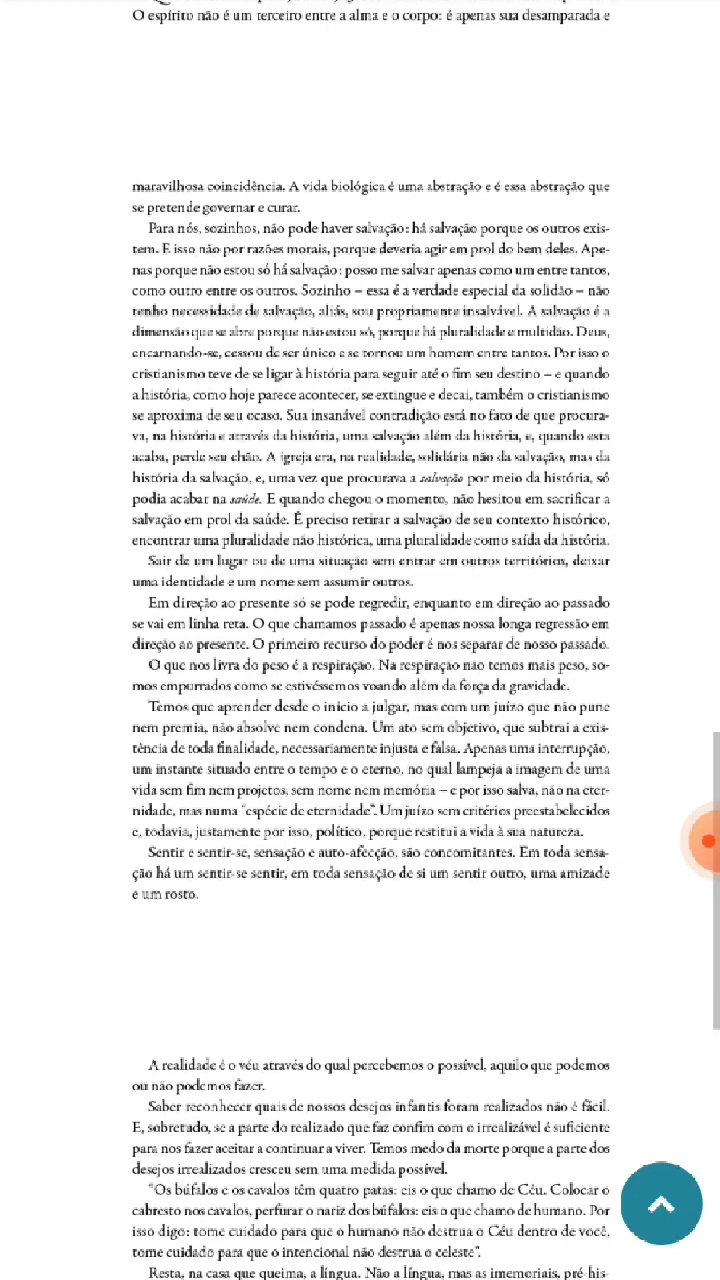 O espírito não é um terceiro entre a alma e o corpo: é apenas sua desamparada e
maravilhosa coincidência. A vida biológica é uma abstração e é essa abstração que
se pretende governar e curar.
Para nós, sozinhos, não pode haver salvação: há salvação porque os outros exis-
tem. E isso não por razões morais, porque deveria agir em prol do bem deles. Ape-
nas porque não estou só há salvação: posso me salvar apenas como um entre tantos,
como outro entre os outros. Sozinho – essa é a verdade especial da solidão – não
tenho necessidade de salvação, aliás, sou propriamente insalvável. A salvação é a
dimensão que se abre porque não estou só, porque há pluralidade e multidão. Deus,
encarnando-se, cessou de ser único e se tornou um homem entre tantos. Por isso o
cristianismo teve de se ligar à história para seguir até o fim seu destino – e quando
a história, como hoje parece acontecer, se extingue e decai, também o cristianismo
se aproxima de seu ocaso. Sua insanável contradição está no fato de que procura-
va, na história e através da história, uma salvação além da história, e, quando esta
acaba, perde seu chão. A igreja era, na realidade, solidária não da salvação, mas da
história da salvação, e, uma vez que procurava a salvação por meio da história, só
podia acabar na saúde. E quando chegou o momento, não hesitou em sacrificar a
salvação em prol da saúde. É preciso retirar a salvação de seu contexto histórico,
encontrar uma pluralidade não histórica, uma pluralidade como saída da história.
Sair de um lugar ou de uma situação sem entrar em outros territórios, deixar
uma identidade e um nome sem assumir outros.
Em direção ao presente só se pode regredir, enquanto em direção ao passado
se vai em linha reta. O que chamamos passado é apenas nossa longa regressão em
direção ao presente. O primeiro recurso do poder é nos separar de nosso passado.
O que nos livra do peso é a respiração. Na respiração não temos mais peso, so-
mos empurrados como se estivéssemos voando além da força da gravidade.
Temos que aprender desde o início a julgar, mas com um juízo que não pune
nem premia, não absolve nem condena. Um ato sem objetivo, que subtrai a exis-
tência de toda finalidade, necessariamente injusta e falsa. Apenas uma interrupção,
um instante situado entre o tempo e o eterno, no qual lampeja a imagem de uma
vida sem fim nem projetos, sem nome nem memória – e por isso salva, não na eter-
nidade, mas numa "espécie de eternidade". Um juízo sem critérios preestabelecidos
e, todavia, justamente por isso, político, porque restitui a vida à sua natureza.
Sentir e sentir-se, sensação e auto-afecção, são concomitantes. Em toda sensa-
ção há um sentir-se sentir, em toda sensação de si um sentir outro, uma amizade
e um rosto.
A realidade é o véu através do qual percebemos o possível, aquilo que podemos
ou não podemos fazer.
Saber reconhecer quais de nossos desejos infantis foram realizados não é fácil.
E, sobretudo, se a parte do realizado que faz confim com o irrealizável é suficiente
para nos fazer aceitar a continuar a viver. Temos medo da morte porque a parte dos
desejos irrealizados cresceu sem uma medida possível.
"Os búfalos e os cavalos têm quatro patas: eis o que chamo de Céu. Colocar o
cabresto nos cavalos, perfurar o nariz dos búfalos: eis o que chamo de humano. Por
isso digo: tome cuidado para que o humano não destrua o Céu dentro de você,
tome cuidado para que o intencional não destrua o celeste".
Resta, na casa que queima, a língua. Não a língua, mas as imemoriais, pré-his-